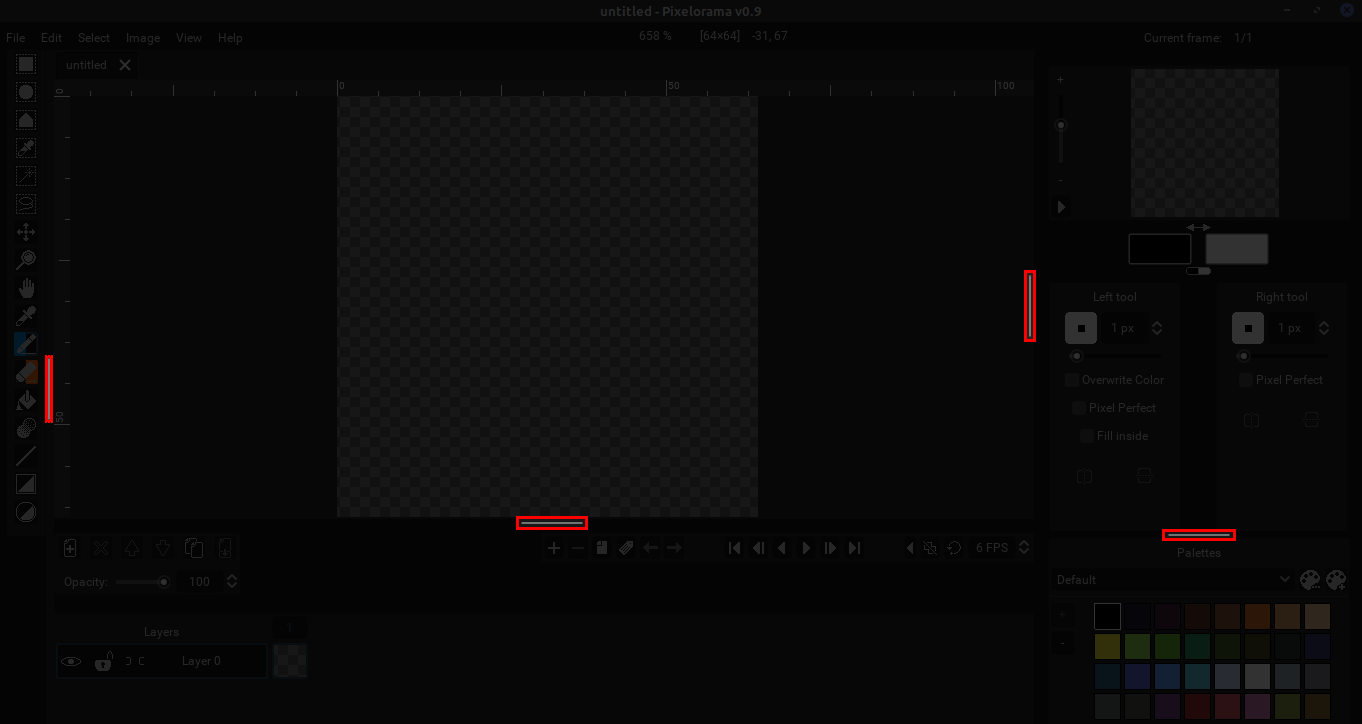 untitled - Pixelorama v0.9
File Edit Select Image View Help
658 % [64×64] -31, 67
Current frame: 1/1
untitled
0 50 100
0
50
+
-
Left tool
Right tool
1 px
1 px
Overwrite Color
Pixel Perfect
Pixel Perfect
Fill inside
6 FPS
Opacity: 100
Palettes
Default
+
-
Layers
1
Layer 0